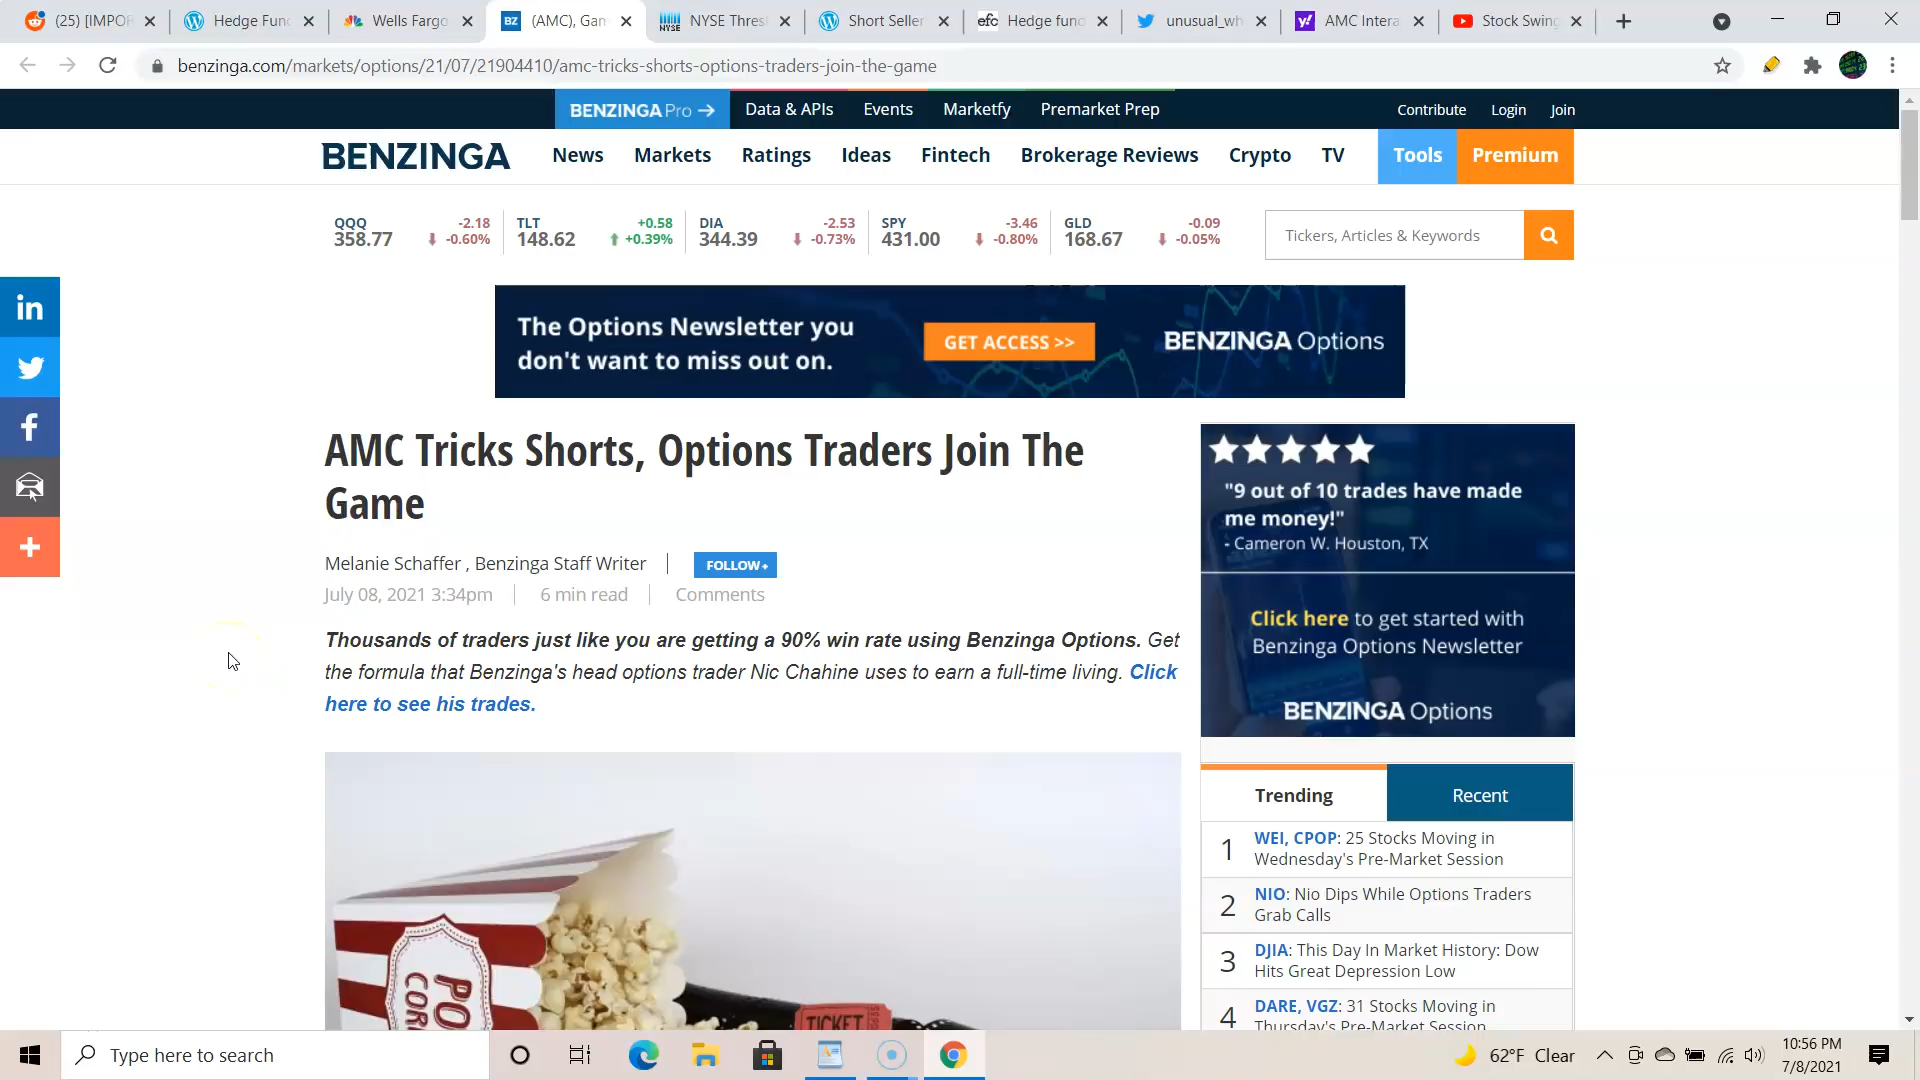 (25) [IMPOR
Hedge Fun
Wells Fargo
BZ
(AMC), Gam
NYSE
NYSE Thres
Short Seller
efc
Hedge fund
unusual_wh
y!
AMC Intera
Stock Swing
benzinga.com/markets/options/21/07/21904410/amc-tricks-shorts-options-traders-join-the-game
BENZINGA Pro →
Data & APIs
Events
Marketfy
Premarket Prep
Contribute
Login
Join
BENZINGA
News
Markets
Ratings
Ideas
Fintech
Brokerage Reviews
Crypto
TV
Tools
Premium
QQQ -2.18
358.77 -0.60%
TLT +0.58
148.62 +0.39%
DIA -2.53
344.39 -0.73%
SPY -3.46
431.00 -0.80%
GLD -0.09
168.67 -0.05%
Tickers, Articles & Keywords
The Options Newsletter you
don't want to miss out on.
GET ACCESS >>
BENZINGA Options
in
f
AMC Tricks Shorts, Options Traders Join The
Game
Melanie Schaffer , Benzinga Staff Writer
FOLLOW+
July 08, 2021 3:34pm
6 min read
Comments
Thousands of traders just like you are getting a 90% win rate using Benzinga Options. Get
the formula that Benzinga's head options trader Nic Chahine uses to earn a full-time living. Click
here to see his trades.
POP
CORN
TICKET
"9 out of 10 trades have made
me money!"
- Cameron W. Houston, TX
Click here to get started with
Benzinga Options Newsletter
BENZINGA Options
Trending
Recent
1 WEI, CPOP: 25 Stocks Moving in
Wednesday's Pre-Market Session
2 NIO: Nio Dips While Options Traders
Grab Calls
3 DJIA: This Day In Market History: Dow
Hits Great Depression Low
4 DARE, VGZ: 31 Stocks Moving in
Thursday's Pre-Market Session
Type here to search
62°F Clear
10:56 PM
7/8/2021